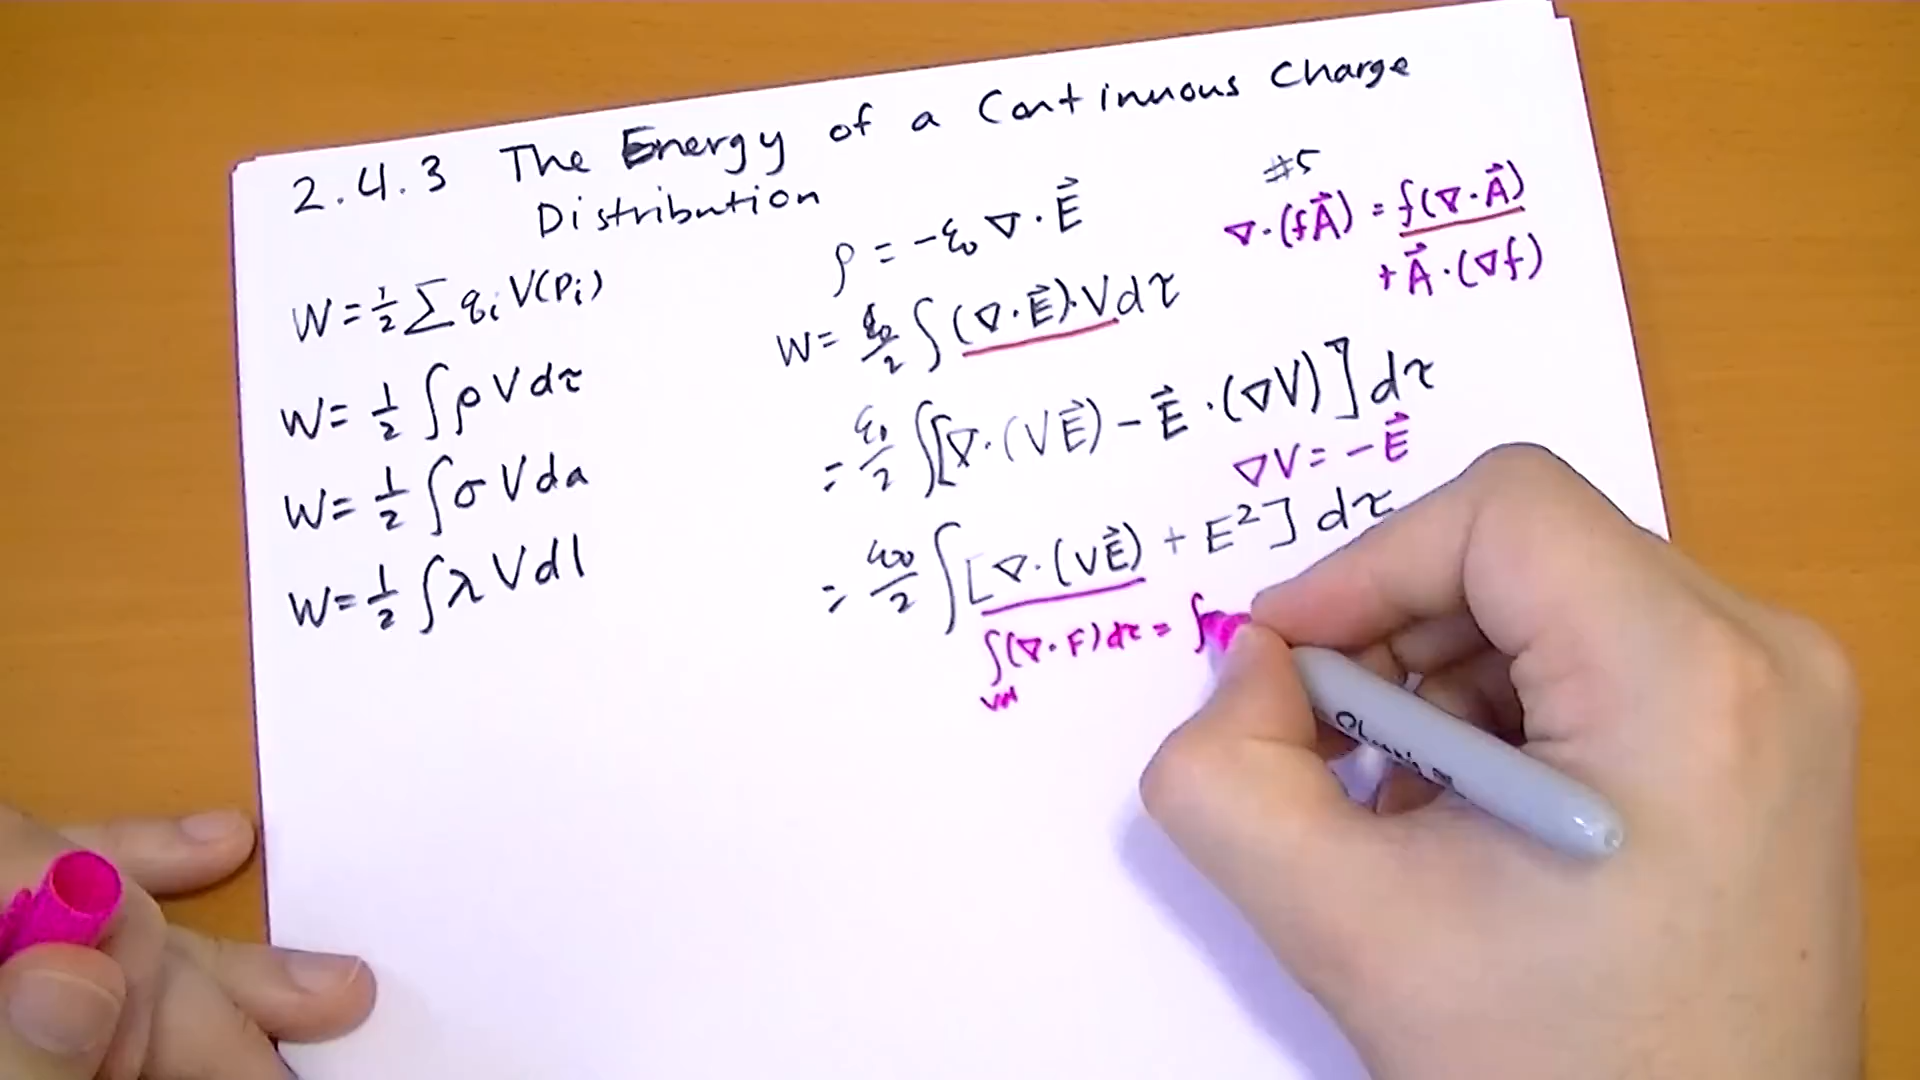 2.4.3 The Energy of a Continuous Charge
Distribution
W = ½ ∑ qᵢ V(Pᵢ)
W = ½ ∫ρ V dτ
W = ½ ∫σ V da
W = ½ ∫λ V dl
ρ = -ε₀ ∇ · E⃗
W = ε₀/2 ∫(∇ · E⃗) · V dτ
= ε₀/2 ∫[∇ · (V E⃗) - E⃗ · (∇V)] dτ
∇V = - E⃗
= ε₀/2 ∫[∇ · (V E⃗) + E²] dτ
∫(∇ · F) dτ = ∫
#5
∇ · (f A⃗) = f(∇ · A⃗)
+ A⃗ · (∇f)